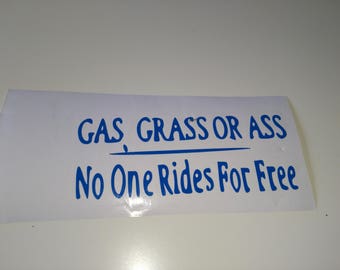 GAS, GRASS OR ASS
No One Rides For Free